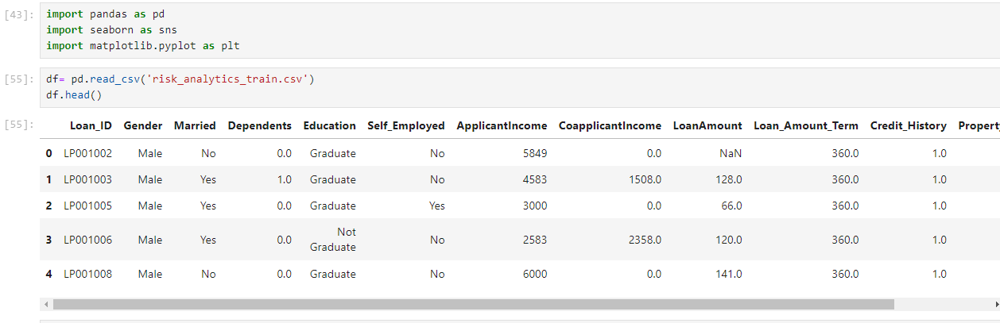 [43]: import pandas as pd
import seaborn as sns
import matplotlib.pyplot as plt
[55]: df= pd.read_csv('risk_analytics_train.csv')
df.head()
[55]: Loan_ID Gender Married Dependents Education Self_Employed ApplicantIncome CoapplicantIncome LoanAmount Loan_Amount_Term Credit_History Property
0 LP001002 Male No 0.0 Graduate No 5849 0.0 NaN 360.0 1.0
1 LP001003 Male Yes 1.0 Graduate No 4583 1508.0 128.0 360.0 1.0
2 LP001005 Male Yes 0.0 Graduate Yes 3000 0.0 66.0 360.0 1.0
3 LP001006 Male Yes 0.0 Not Graduate No 2583 2358.0 120.0 360.0 1.0
4 LP001008 Male No 0.0 Graduate No 6000 0.0 141.0 360.0 1.0